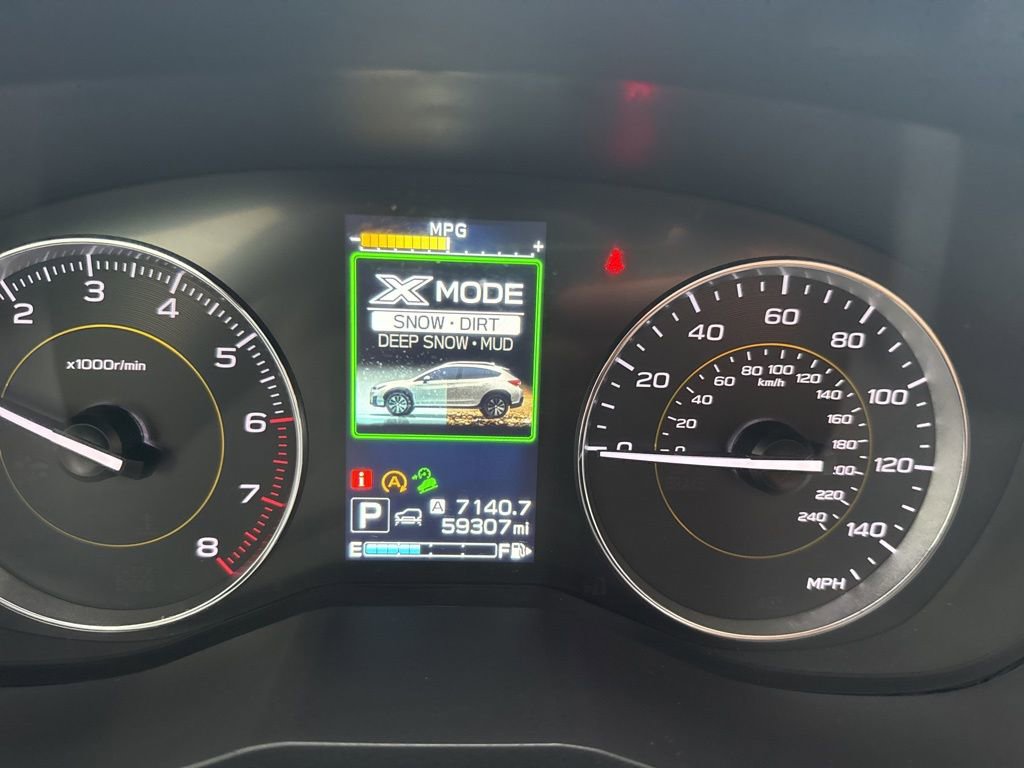 MPG
- +
X MODE
SNOW · DIRT
DEEP SNOW · MUD
i A
P A 7140.7
59307mi
E F
2 3 4 5 6 7 8
x1000r/min
0 20 40 60 80 100 120 140
MPH
0 20 40 60 80 100 120 140 160 180 200 220 240
km/h